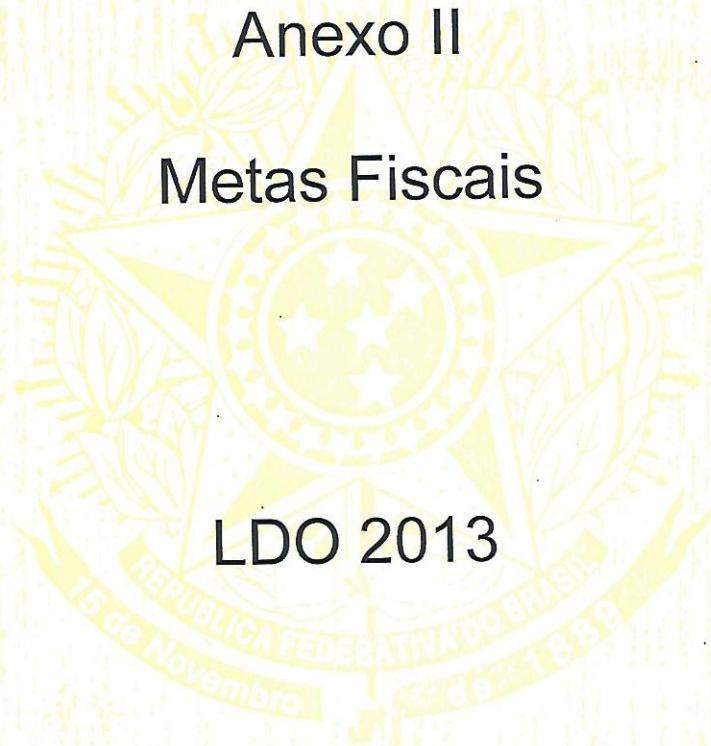 Anexo II
Metas Fiscais
LDO 2013
REPÚBLICA FEDERATIVA DO BRASIL
15 de Novembro de 1889